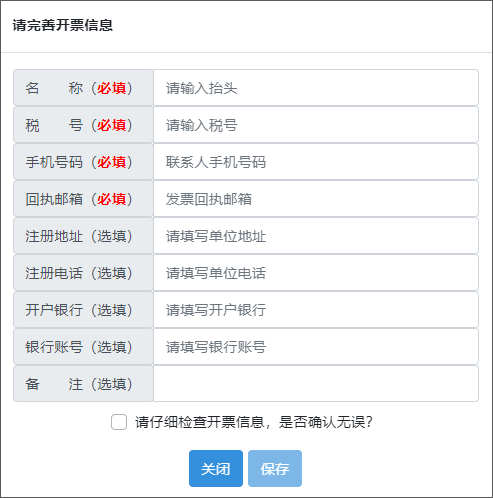 请完善开票信息
名　　称（必填） 请输入抬头
税　　号（必填） 请输入税号
手机号码（必填） 联系人手机号码
回执邮箱（必填） 发票回执邮箱
注册地址（选填） 请填写单位地址
注册电话（选填） 请填写单位电话
开户银行（选填） 请填写开户银行
银行账号（选填） 请填写银行账号
备　　注（选填）
请仔细检查开票信息，是否确认无误？
关闭 保存